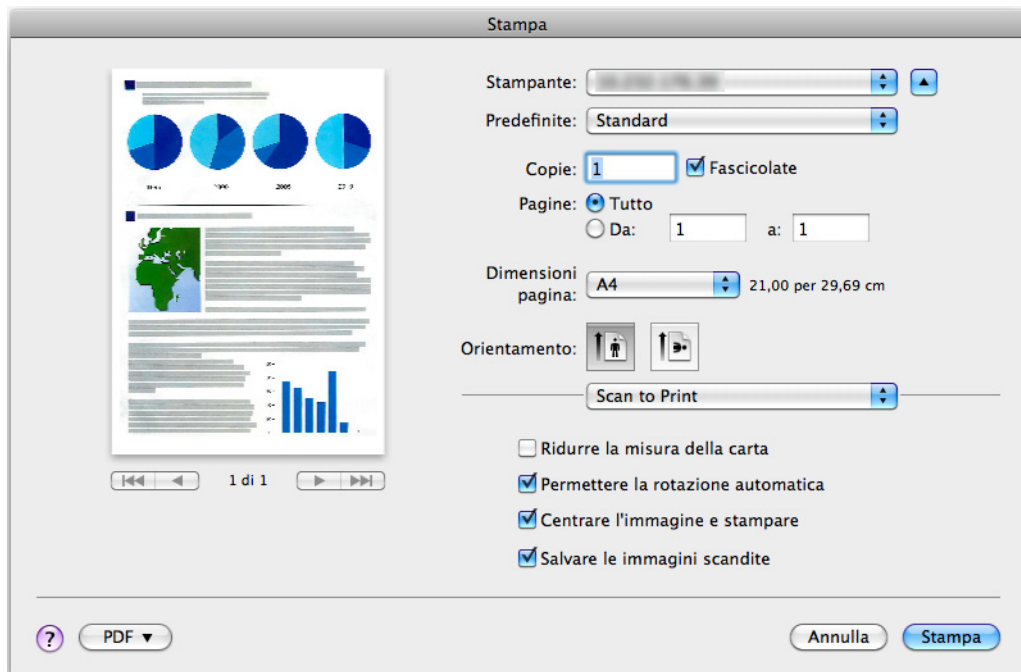 Stampa
Stampante:
Predefinite: Standard
Copie: 1 Fascicolate
Pagine: Tutto
Da: 1 a: 1
Dimensioni
pagina: A4 21,00 per 29,69 cm
Orientamento:
Scan to Print
1 di 1
Ridurre la misura della carta
Permettere la rotazione automatica
Centrare l'immagine e stampare
Salvare le immagini scandite
? PDF Annulla Stampa